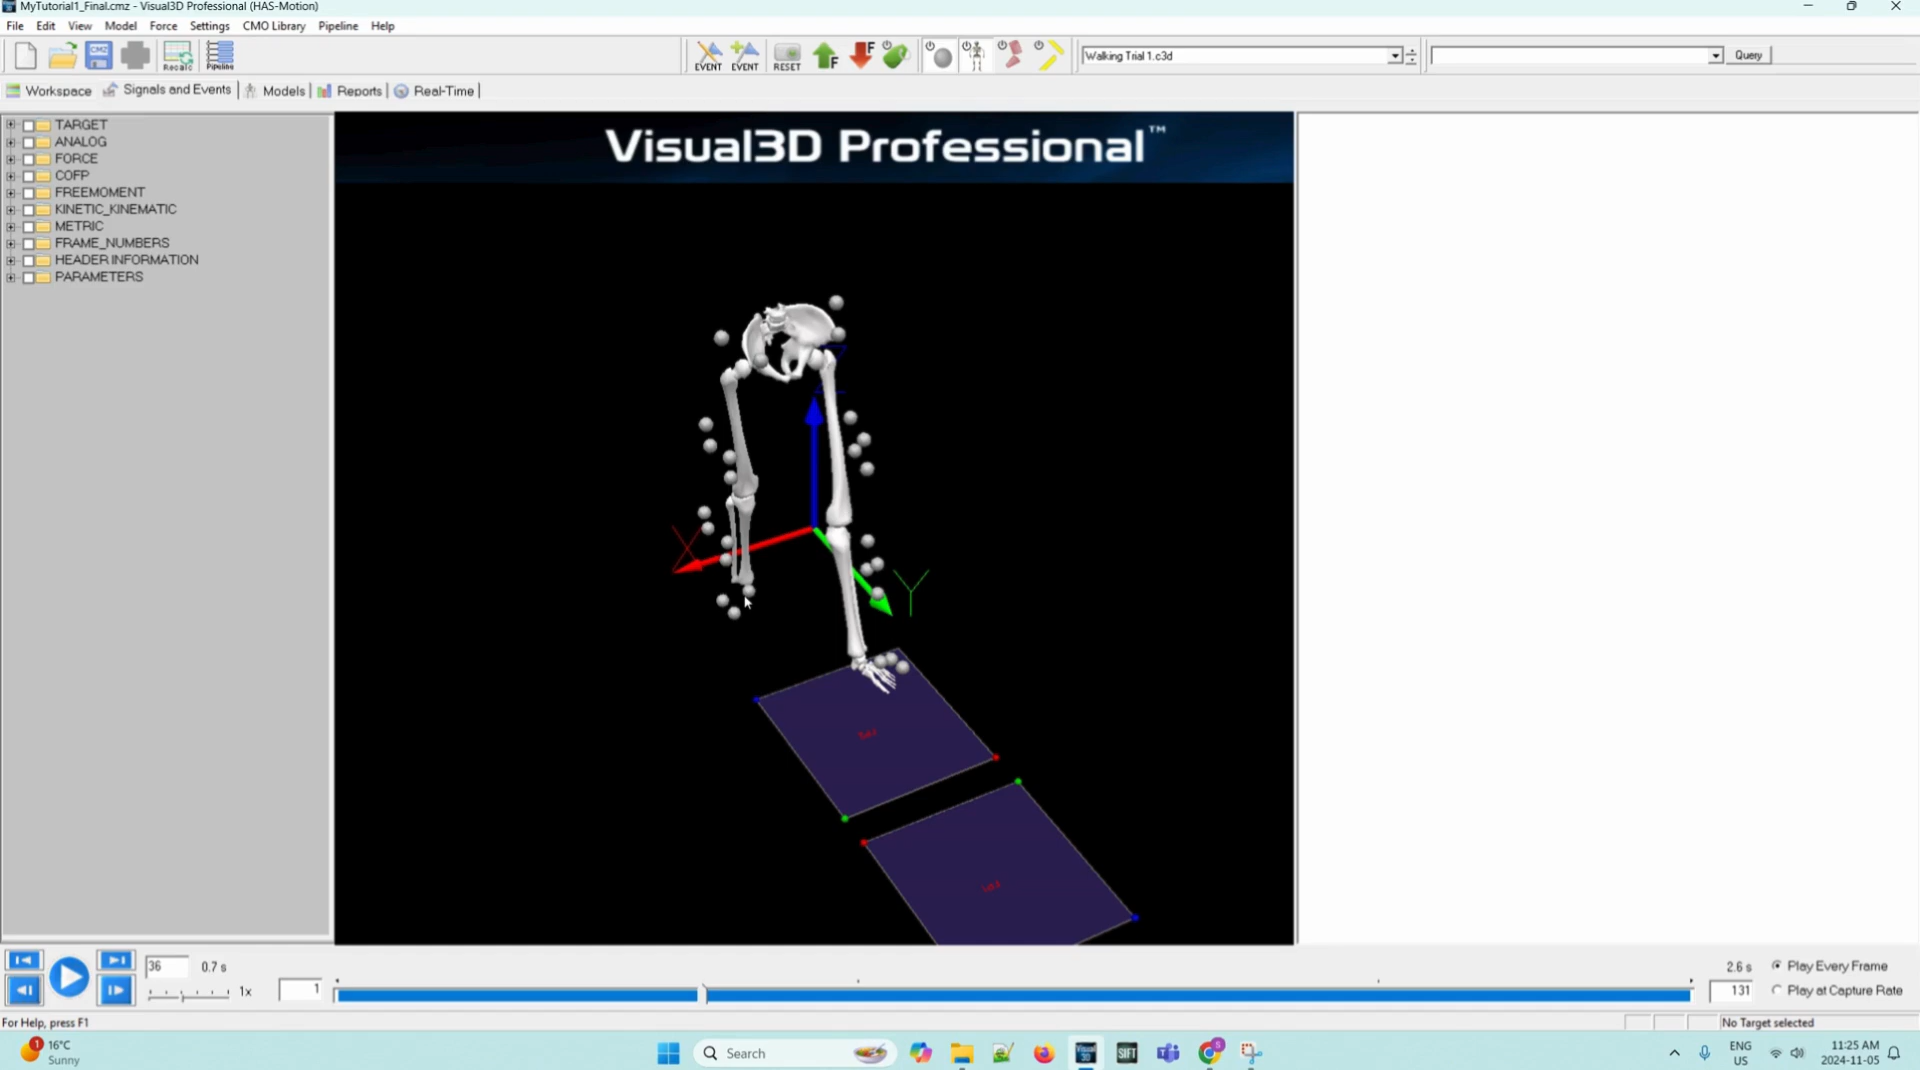 MyTutorial1_Final.cmz - Visual3D Professional (HAS-Motion)
File Edit View Model Force Settings CMO Library Pipeline Help
Recalc Pipeline EVENT EVENT RESET F F Walking Trial 1.c3d Query
Workspace Signals and Events Models Reports Real-Time
Visual3D Professional™
TARGET
ANALOG
FORCE
COFP
FREEMOMENT
KINETIC_KINEMATIC
METRIC
FRAME_NUMBERS
HEADER INFORMATION
PARAMETERS
X
Y
36 0.7 s
1x
1
2.6 s Play Every Frame
131 Play at Capture Rate
For Help, press F1
No Target selected
1 16°C
Sunny
Search
SIFT
ENG
US
11:25 AM
2024-11-05